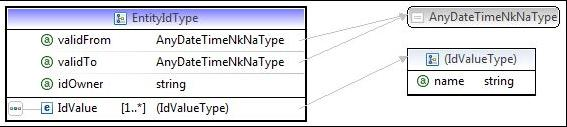 EntityIdType
validFrom AnyDateTimeNkNaType
validTo AnyDateTimeNkNaType
idOwner string
IdValue [1..*] (IdValueType)
AnyDateTimeNkNaType
(IdValueType)
name string